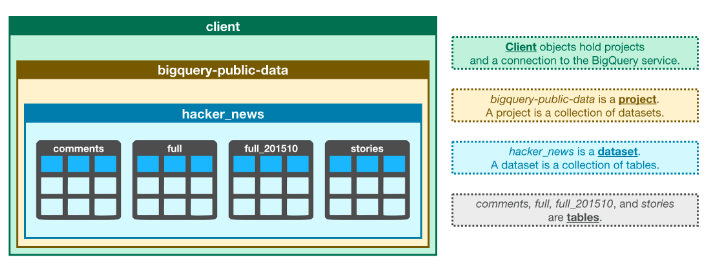 client
bigquery-public-data
hacker_news
comments
full
full_201510
stories
Client objects hold projects
and a connection to the BigQuery service.
bigquery-public-data is a project.
A project is a collection of datasets.
hacker_news is a dataset.
A dataset is a collection of tables.
comments, full, full_201510, and stories
are tables.